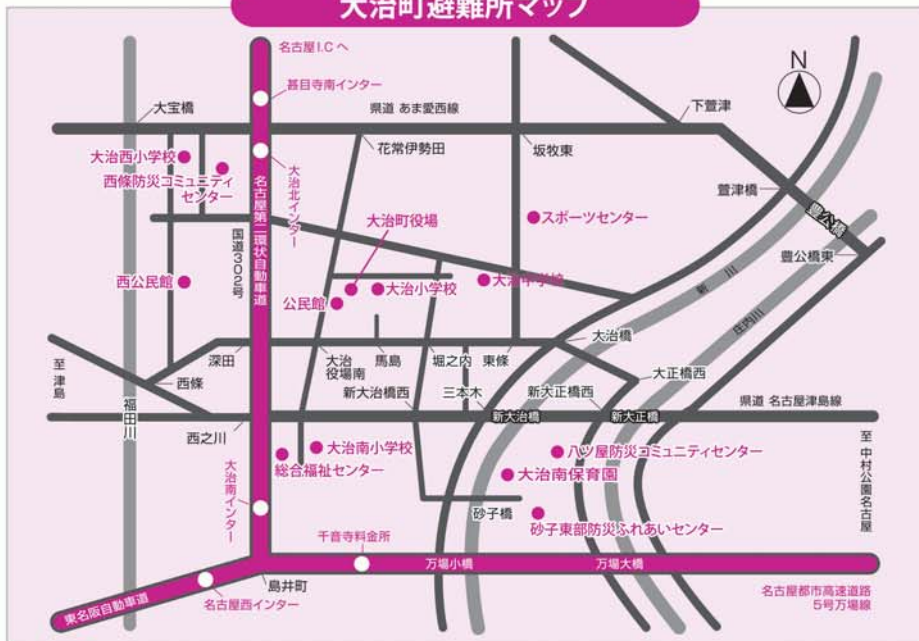 大治町避難所マップ
名古屋I.C へ
甚目寺南インター
N
大宝橋
県道 あま愛西線
下萱津
花常伊勢田
坂牧東
大治西小学校
西條防災コミュニティ
センター
大治北インター
萱津橋
豊公橋
スポーツセンター
大治町役場
国道302号
名古屋第二環状自動車道
豊公橋東
西公民館
公民館
大治小学校
大治中学校
新川
庄内川
大治橋
至 津島
深田
大治
役場南
馬島
堀之内
東條
大正橋西
西條
新大治橋西
三本木
新大正橋西
県道 名古屋津島線
福田川
西之川
新大治橋
新大正橋
大治南小学校
総合福祉センター
八ツ屋防災コミュニティセンター
大治南保育園
至 中村公園名古屋
大治南インター
砂子橋
砂子東部防災ふれあいセンター
千音寺料金所
万場小橋
万場大橋
島井町
名古屋西インター
東名阪自動車道
名古屋都市高速道路
5号万場線